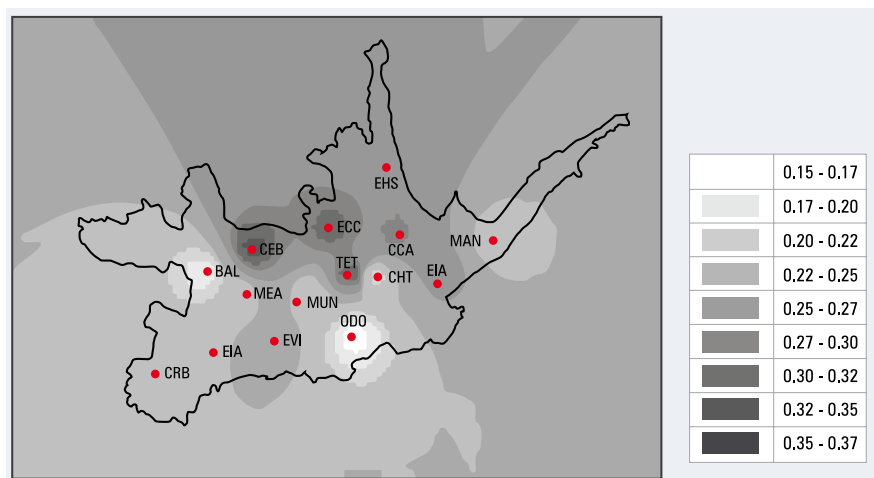 EHS
ECC
CCA
MAN
CEB
TET
BAL
CHT
EIA
MEA
MUN
ODO
EVI
EIA
CRB
0.15 - 0.17
0.17 - 0.20
0.20 - 0.22
0.22 - 0.25
0.25 - 0.27
0.27 - 0.30
0.30 - 0.32
0.32 - 0.35
0.35 - 0.37